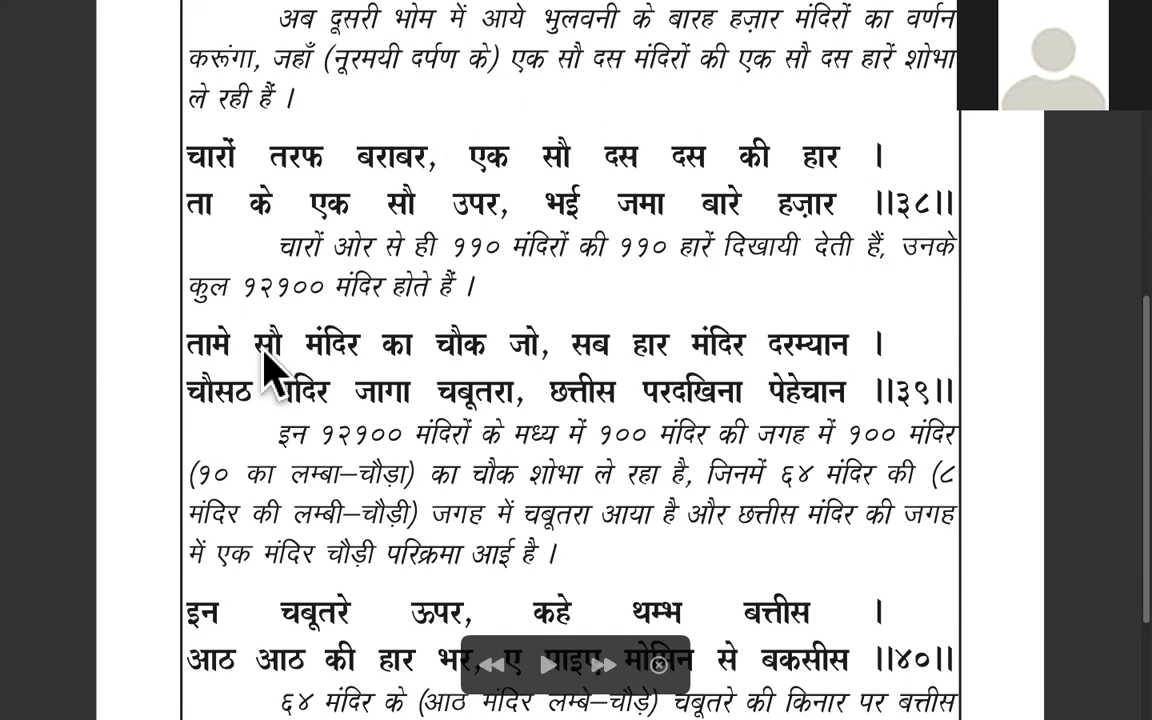 अब दूसरी भोम में आये भुलवनी के बारह हज़ार मंदिरों का वर्णन
करूंगा, जहाँ (नूरमयी दर्पण के) एक सौ दस मंदिरों की एक सौ दस हारें शोभा
ले रही हैं ।
चारों तरफ बराबर, एक सौ दस दस की हार ।
ता के एक सौ उपर, भई जमा बारे हज़ार ॥३८॥
चारों ओर से ही ११० मंदिरों की ११० हारें दिखायी देती हैं, उनके
कुल १२१०० मंदिर होते हैं ।
तामे सौ मंदिर का चौक जो, सब हार मंदिर दरम्यान ।
चौसठ मंदिर जागा चबूतरा, छत्तीस परदखिना पेहेचान ॥३९॥
इन १२१०० मंदिरों के मध्य में १०० मंदिर की जगह में १०० मंदिर
(१० का लम्बा–चौड़ा) का चौक शोभा ले रहा है, जिनमें ६४ मंदिर की (८
मंदिर की लम्बी–चौड़ी) जगह में चबूतरा आया है और छत्तीस मंदिर की जगह
में एक मंदिर चौड़ी परिक्रमा आई है ।
इन चबूतरे ऊपर, कहे थम्भ बत्तीस ।
आठ आठ की हार भर, ए पाइए मोमिन से बकसीस ॥४०॥
६४ मंदिर के (आठ मंदिर लम्बे–चौड़े) चबूतरे की किनार पर बत्तीस